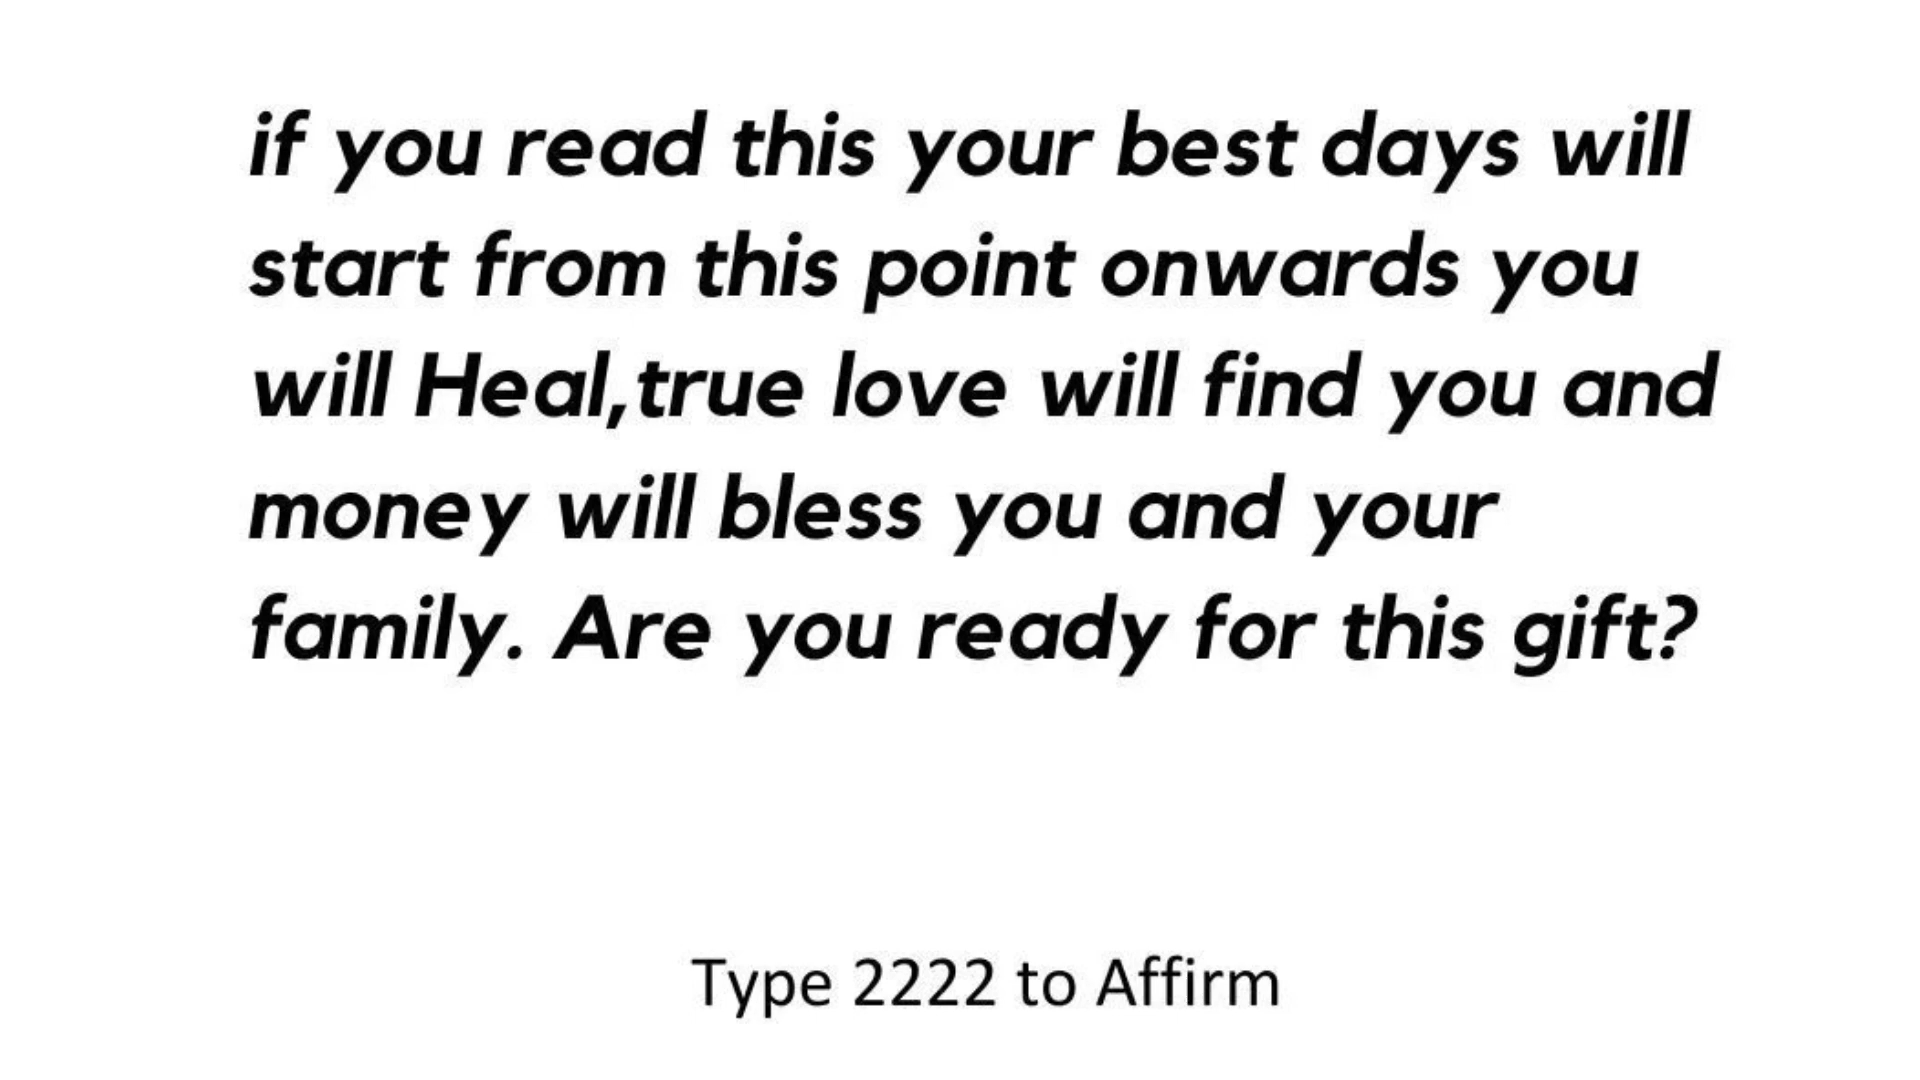 if you read this your best days will
start from this point onwards you
will Heal,true love will find you and
money will bless you and your
family. Are you ready for this gift?
Type 2222 to Affirm